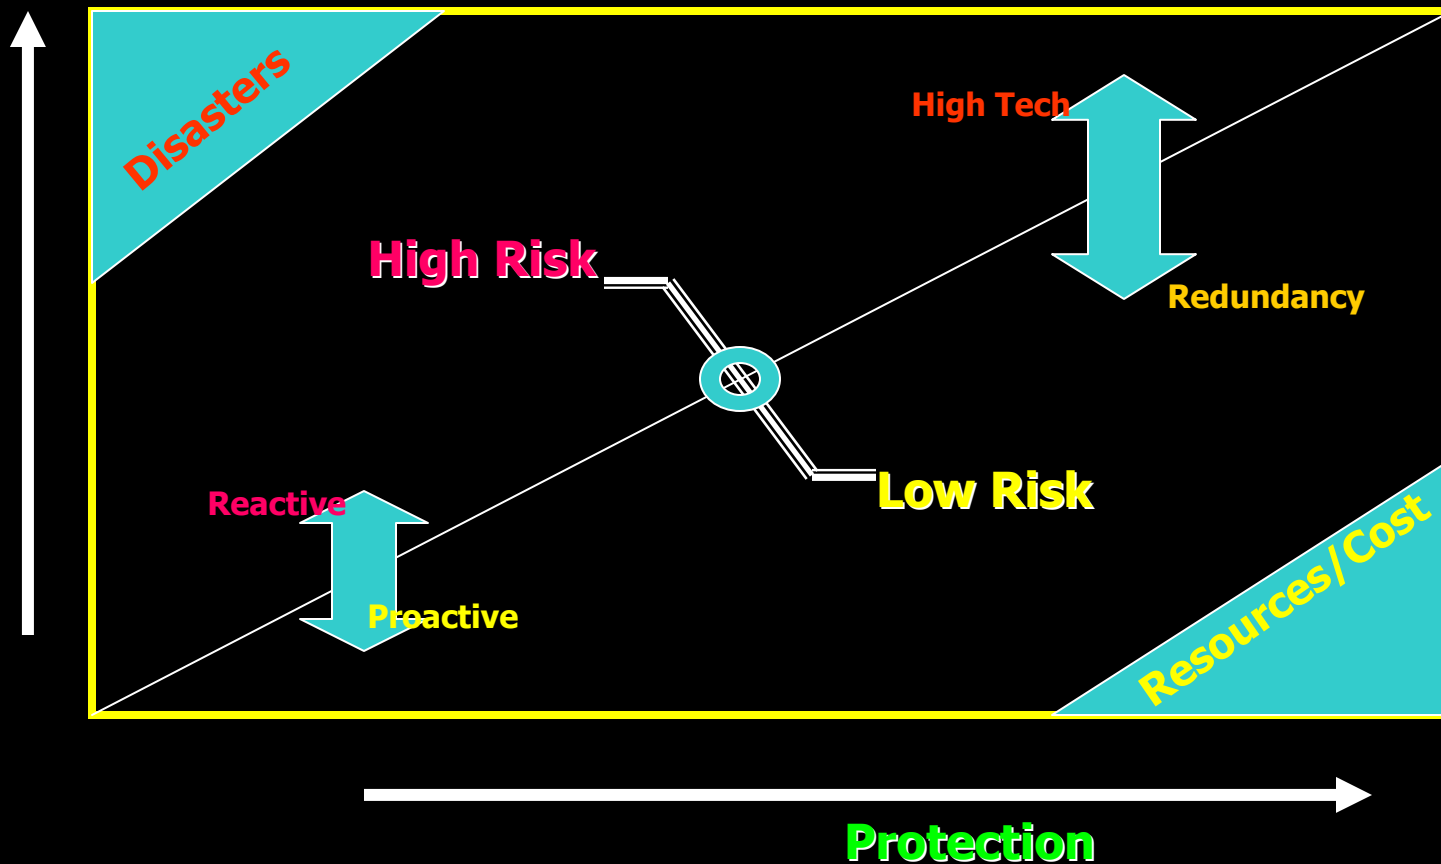 Disasters
High Tech
High Risk
Redundancy
Low Risk
Reactive
Resources/Cost
Proactive
Protection